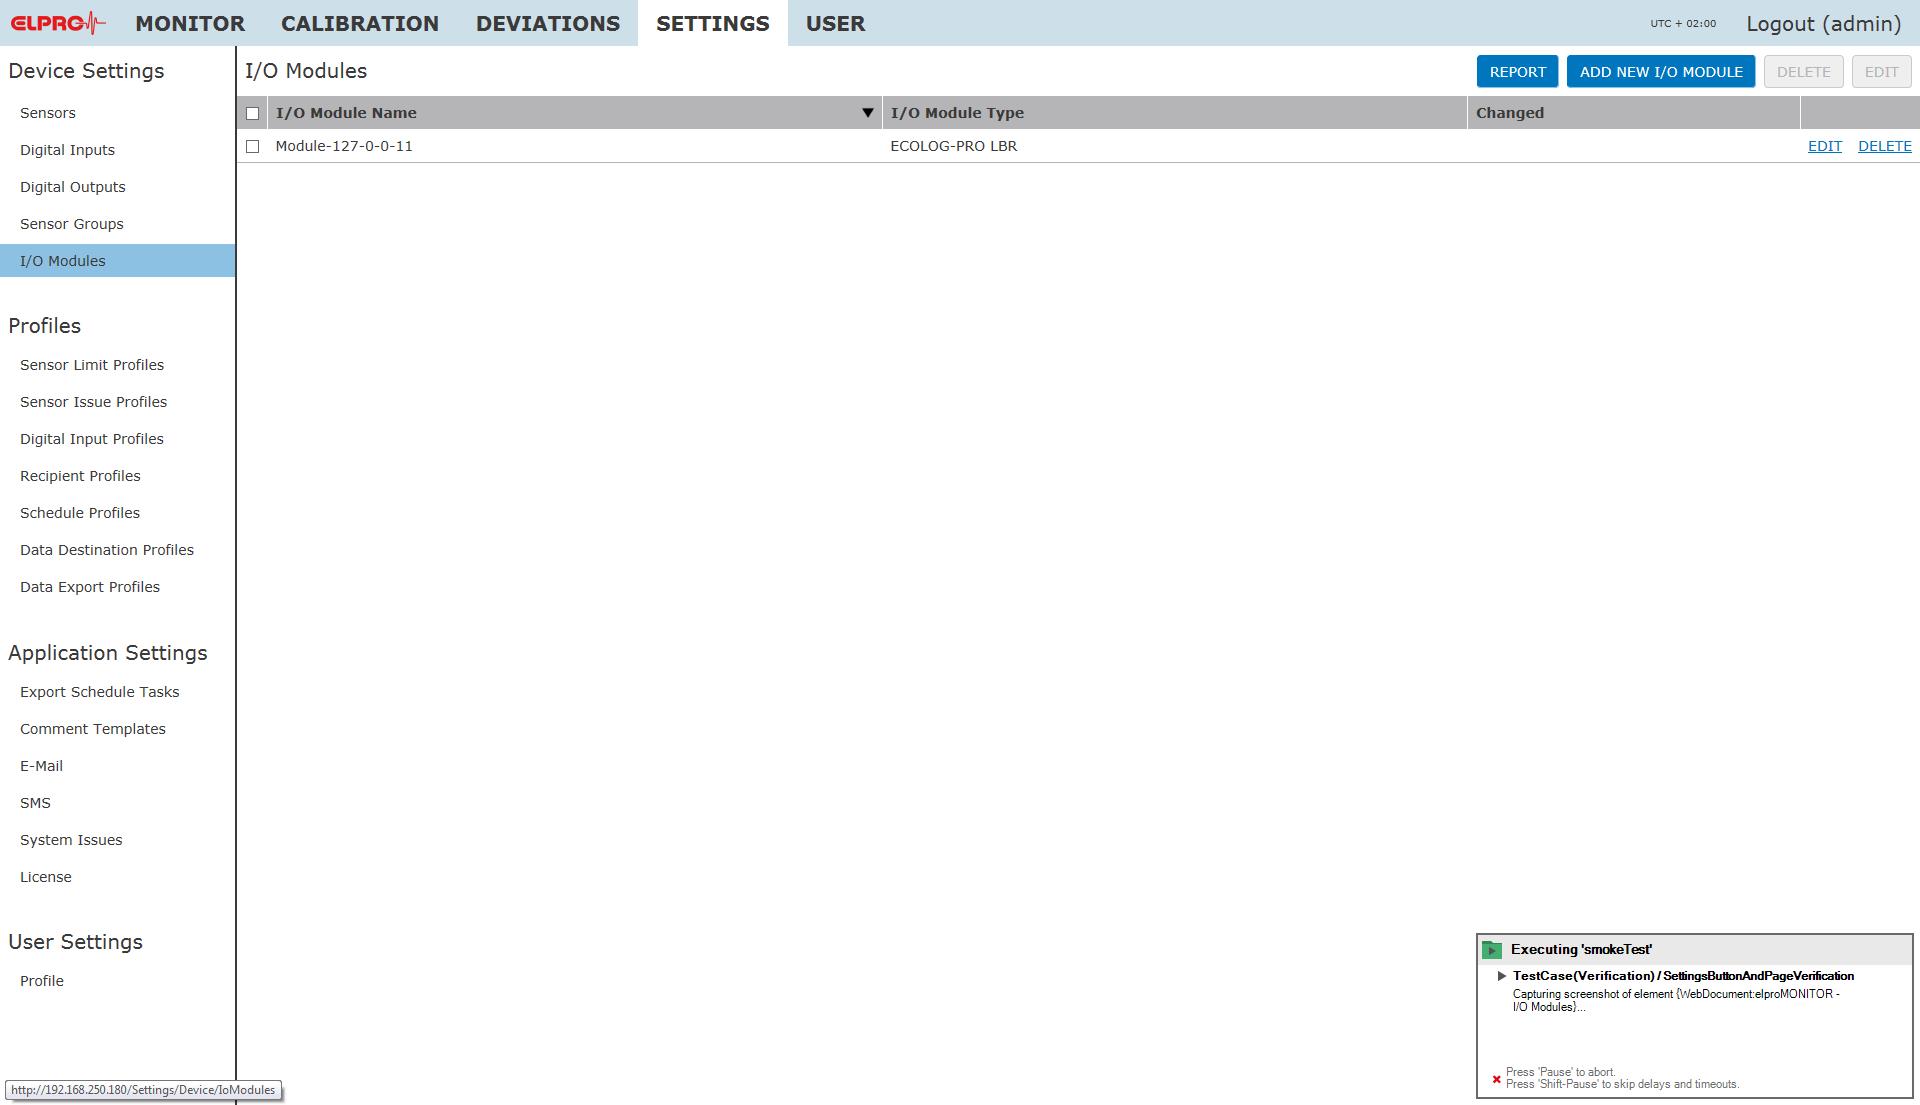 ELPRO MONITOR CALIBRATION DEVIATIONS SETTINGS USER UTC + 02:00 Logout (admin)
Device Settings
Sensors
Digital Inputs
Digital Outputs
Sensor Groups
I/O Modules
Profiles
Sensor Limit Profiles
Sensor Issue Profiles
Digital Input Profiles
Recipient Profiles
Schedule Profiles
Data Destination Profiles
Data Export Profiles
Application Settings
Export Schedule Tasks
Comment Templates
E-Mail
SMS
System Issues
License
User Settings
Profile
http://192.168.250.180/Settings/Device/IoModules
I/O Modules REPORT ADD NEW I/O MODULE DELETE EDIT
I/O Module Name ▼ I/O Module Type Changed
Module-127-0-0-11 ECOLOG-PRO LBR EDIT DELETE
Executing 'smokeTest'
TestCase(Verification) / SettingsButtonAndPageVerification
Capturing screenshot of element {WebDocument:elproMONITOR -
I/O Modules}...
Press 'Pause' to abort.
Press 'Shift-Pause' to skip delays and timeouts.